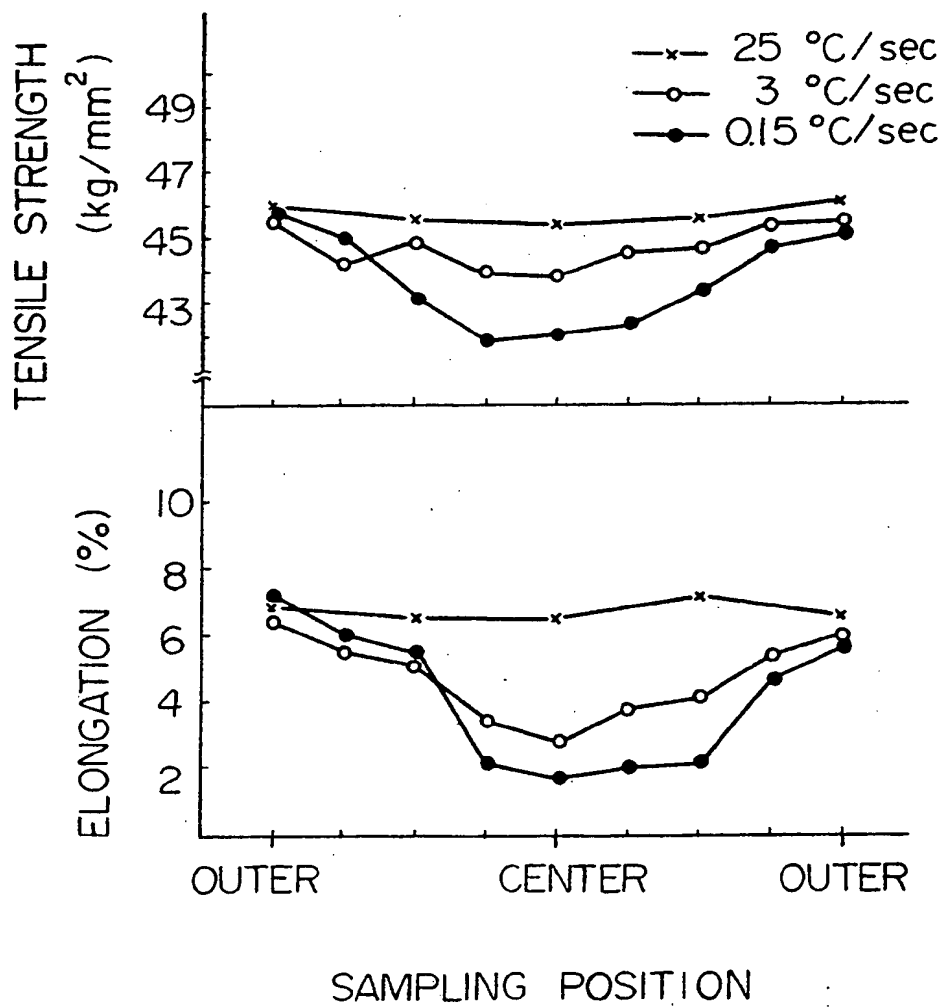 25 °C/sec
3 °C/sec
0.15 °C/sec
TENSILE STRENGTH
(kg/mm²)
49
47
45
43
ELONGATION (%)
10
8
6
4
2
OUTER CENTER OUTER
SAMPLING POSITION